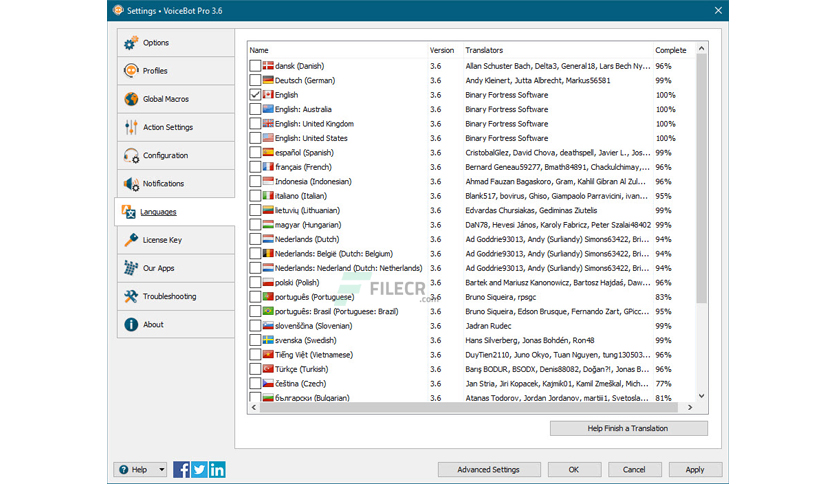 Settings • VoiceBot Pro 3.6
Options
Profiles
Global Macros
Action Settings
Configuration
Notifications
Languages
License Key
Our Apps
Troubleshooting
About
Name Version Translators Complete
dansk (Danish) 3.6 Allan Schuster Bach, Delta3, General18, Lars Bech Ny... 96%
Deutsch (German) 3.6 Andy Kleinert, Jutta Albrecht, Markus56581 99%
English 3.6 Binary Fortress Software 100%
English: Australia 3.6 Binary Fortress Software 100%
English: United Kingdom 3.6 Binary Fortress Software 100%
English: United States 3.6 Binary Fortress Software 100%
español (Spanish) 3.6 CristobalGlez, David Chova, deathspell, Javier L., Jos... 99%
français (French) 3.6 Bernard Geneau59277, Bmath84891, Chackulchimay,... 96%
Indonesia (Indonesian) 3.6 Ahmad Fauzan Bagaskoro, Gram, Kahlil Gibran Al Zul... 96%
italiano (Italian) 3.6 Blank517, bovirus, Ghiso, Giampaolo Parravicini, ivan... 96%
lietuvių (Lithuanian) 3.6 Edvardas Chursiakas, Gediminas Ziutelis 99%
magyar (Hungarian) 3.6 DaN78, Hevesi János, Karoly Fabricz, Peter Szalai48402 99%
Nederlands (Dutch) 3.6 Ad Goddrie93013, Andy (Surliandy) Simons63422, Bri... 94%
Nederlands: België (Dutch: Belgium) 3.6 Ad Goddrie93013, Andy (Surliandy) Simons63422, Bri... 94%
Nederlands: Nederland (Dutch: Netherlands) 3.6 Ad Goddrie93013, Andy (Surliandy) Simons63422, Bri... 94%
polski (Polish) 3.6 Bartek and Mariusz Kanonowicz, Bartosz Hajdaś, Daw... 96%
português (Portuguese) 3.6 Bruno Siqueira, rpsgc 83%
português: Brasil (Portuguese: Brazil) 3.6 Bruno Siqueira, Edson Brusque, Fernando Zart, GPicc... 95%
slovenščina (Slovenian) 3.6 Jadran Rudec 99%
svenska (Swedish) 3.6 Hans Silverberg, Jonas Bohdén, Ron48 99%
Tiếng Việt (Vietnamese) 3.6 DuyTien2110, Juno Okyo, Tuan Nguyen, tung130503... 96%
Türkçe (Turkish) 3.6 Barış BODUR, BSODX, Denis88082, Doğan?!, Jonas B... 96%
čeština (Czech) 3.6 Jan Stria, Jiri Kopacek, Kajmik01, Kamil Zmeškal, Mich... 77%
български (Bulgarian) 3.6 Atanas Todorov, Jordan Jordanov, martiii1, Svetosla... 81%
FILECR
.com
Help Finish a Translation
Help
Advanced Settings
OK
Cancel
Apply